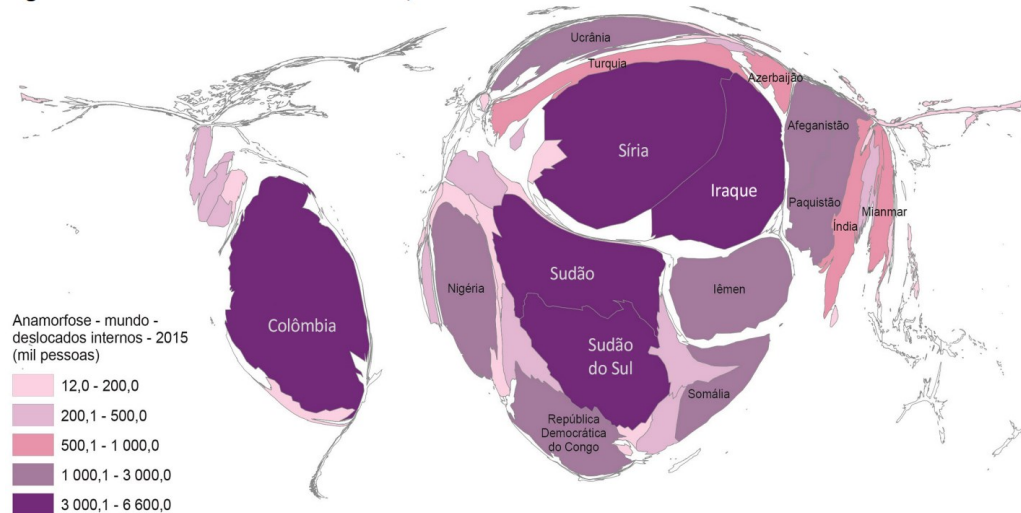 Ucrânia
Turquia
Azerbaijão
Síria
Iraque
Afeganistão
Paquistão
Índia
Mianmar
Sudão
Nigéria
Iêmen
Colômbia
Sudão
do Sul
Somália
República
Democrática
do Congo
Anamorfose - mundo -
deslocados internos - 2015
(mil pessoas)
12,0 - 200,0
200,1 - 500,0
500,1 - 1 000,0
1 000,1 - 3 000,0
3 000,1 - 6 600,0